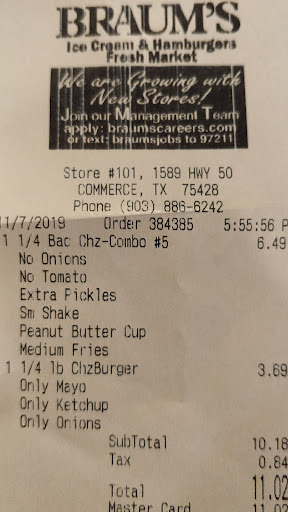 BRAUM'S
Ice Cream & Hamburgers
Fresh Market
We are Growing with
New Stores!
Join our Management Team
apply: braumscareers.com
or text: braumsjobs to 97211
Store #101, 1589 HWY 50
COMMERCE, TX 75428
Phone (903) 886-6242
11/7/2019 Order 384385 5:55:56 P
1 1/4 Bac Chz-Combo #5 6.49
No Onions
No Tomato
Extra Pickles
Sm Shake
Peanut Butter Cup
Medium Fries
1 1/4 lb ChzBurger 3.69
Only Mayo
Only Ketchup
Only Onions
SubTotal 10.18
Tax 0.84
Total 11.02
Master Card 11.02